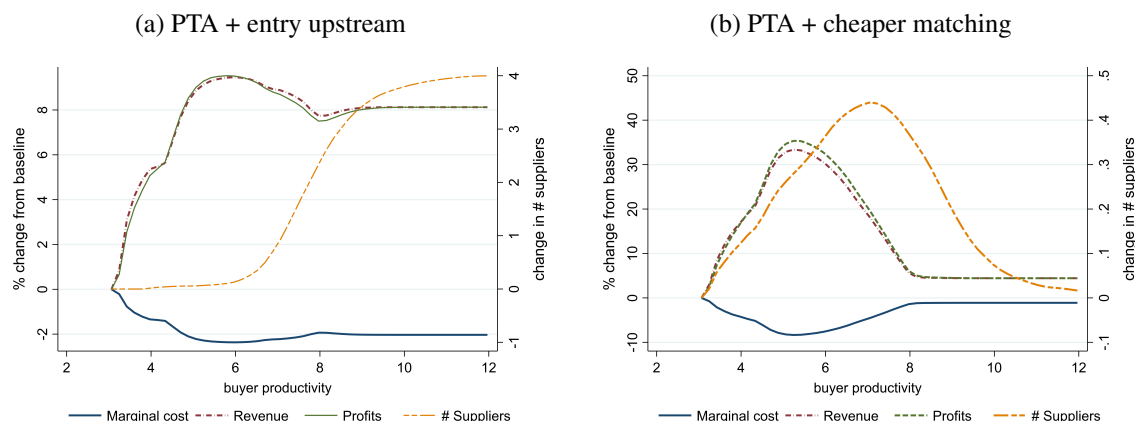 (a) PTA + entry upstream
% change from baseline
8
6
4
2
0
-2
4
3
2
1
0
-1
change in # suppliers
2 4 6 8 10 12
buyer productivity
Marginal cost Revenue Profits # Suppliers
(b) PTA + cheaper matching
% change from baseline
50
40
30
20
10
0
-10
.5
.4
.3
.2
.1
0
-.1
change in # suppliers
2 4 6 8 10 12
buyer productivity
Marginal cost Revenue Profits # Suppliers